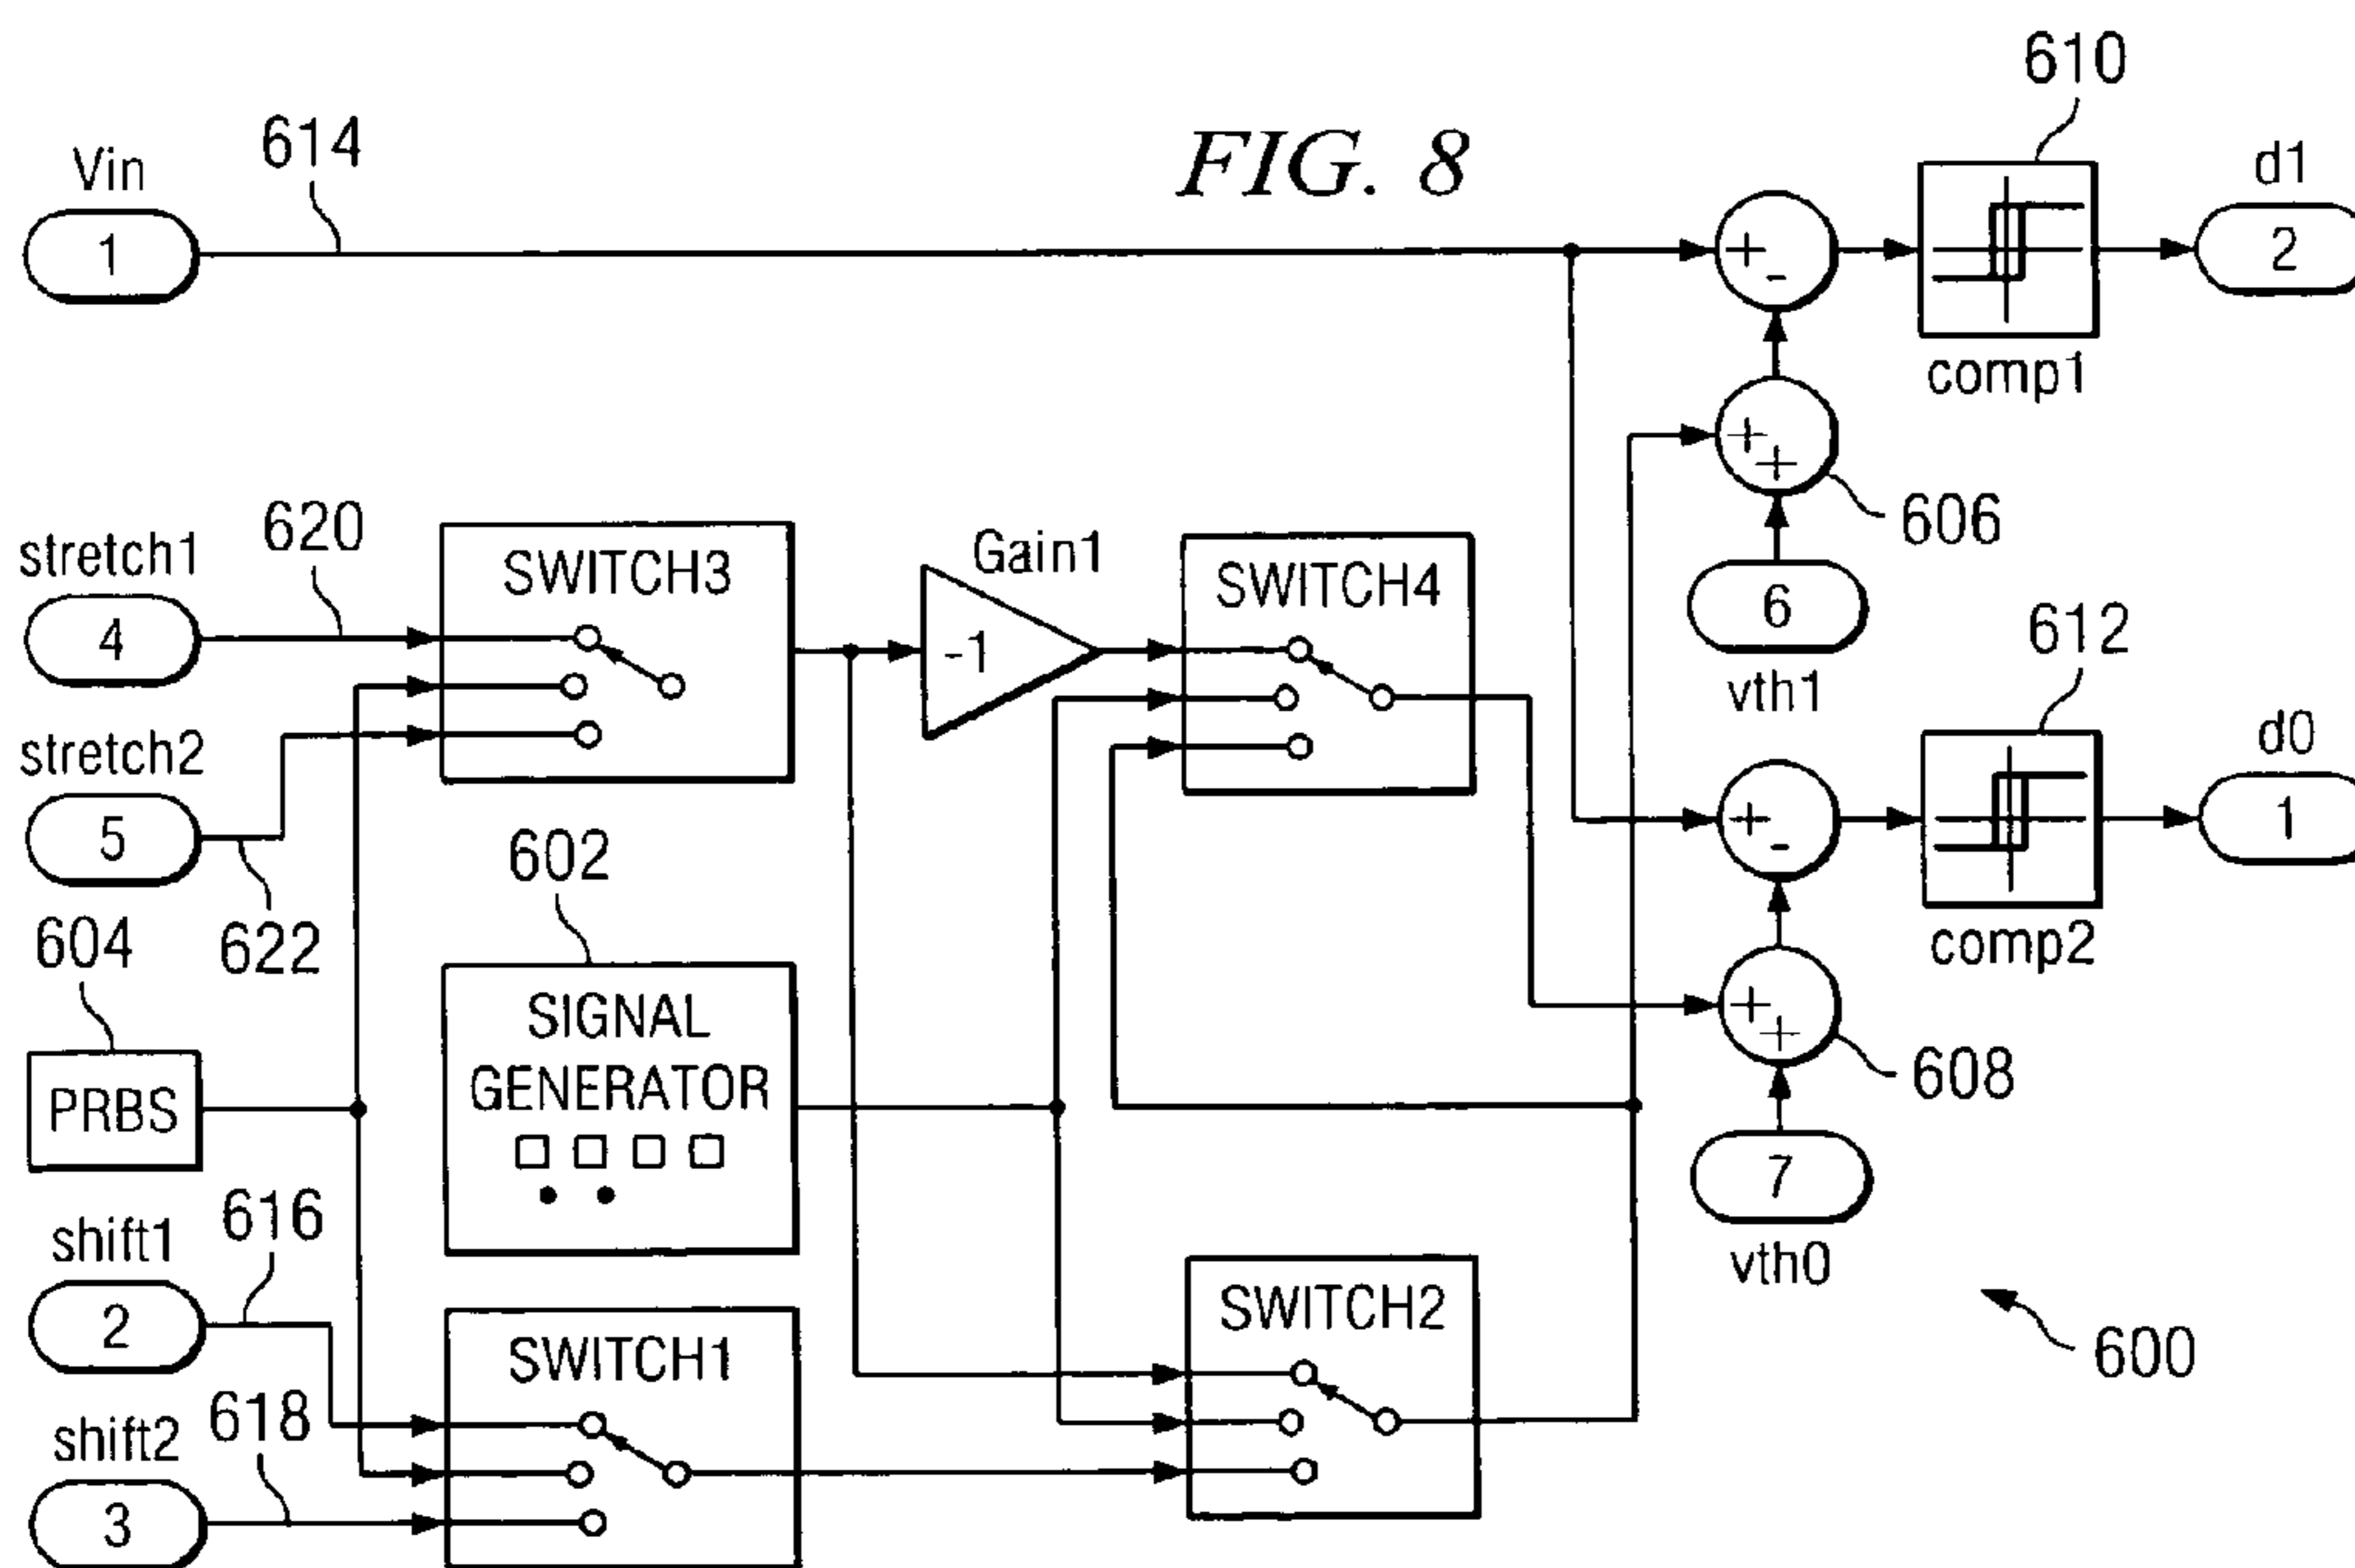 FIG. 8
610
614
Vin
1
d1
2
comp1
606
6
vth1
620
stretch1
4
SWITCH3
Gain1
-1
SWITCH4
612
stretch2
5
622
d0
1
comp2
604
PRBS
602
SIGNAL
GENERATOR
608
7
vth0
616
shift1
2
618
shift2
3
SWITCH1
SWITCH2
600
+
-
+
+
+
-
+
+